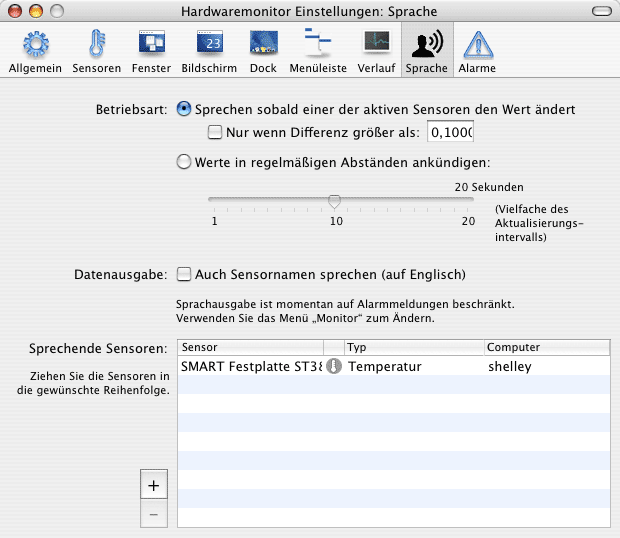 Hardwaremonitor Einstellungen: Sprache
23
Allgemein Sensoren Fenster Bildschirm Dock Menüleiste Verlauf Sprache Alarme
Betriebsart: Sprechen sobald einer der aktiven Sensoren den Wert ändert
Nur wenn Differenz größer als: 0,1000
Werte in regelmäßigen Abständen ankündigen:
20 Sekunden
1 10 20
(Vielfache des
Aktualisierungs-
intervalls)
Datenausgabe: Auch Sensornamen sprechen (auf Englisch)
Sprachausgabe ist momentan auf Alarmmeldungen beschränkt.
Verwenden Sie das Menü „Monitor“ zum Ändern.
Sprechende Sensoren: Sensor Typ Computer
SMART Festplatte ST38 Temperatur shelley
Ziehen Sie die Sensoren in
die gewünschte Reihenfolge.
+
−